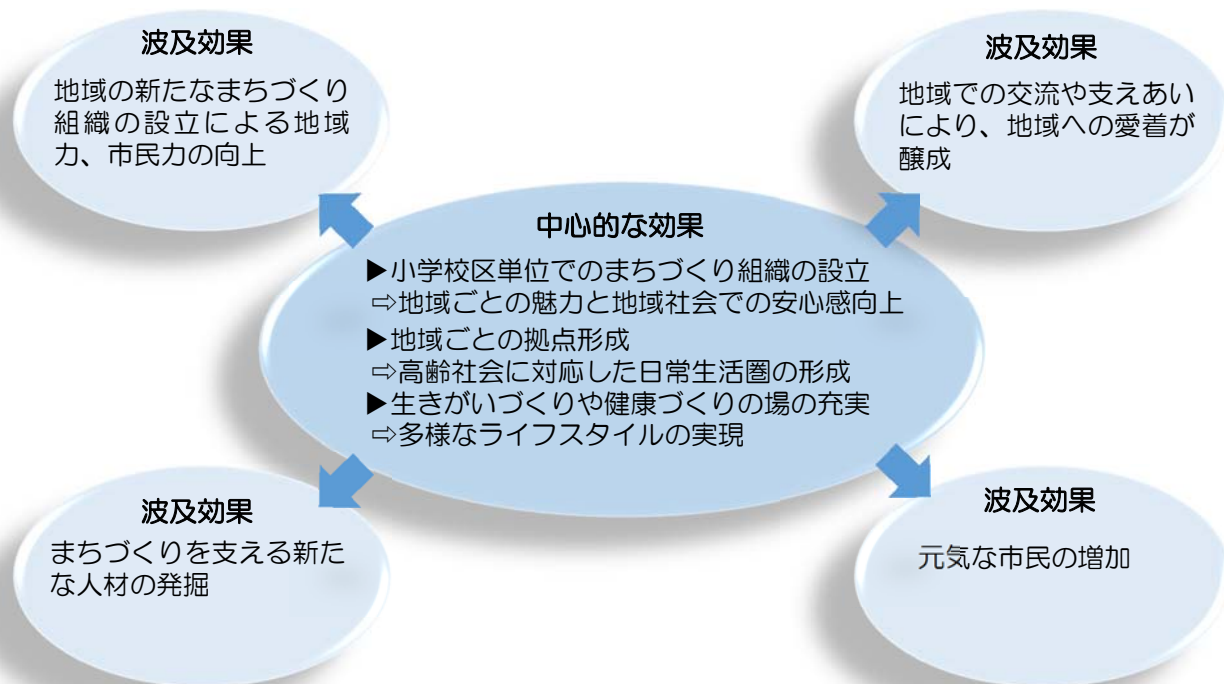 波及効果
地域の新たなまちづくり
組織の設立による地域
力、市民力の向上
波及効果
地域での交流や支えあい
により、地域への愛着が
醸成
中心的な効果
▶小学校区単位でのまちづくり組織の設立
⇨地域ごとの魅力と地域社会での安心感向上
▶地域ごとの拠点形成
⇨高齢社会に対応した日常生活圏の形成
▶生きがいづくりや健康づくりの場の充実
⇨多様なライフスタイルの実現
波及効果
まちづくりを支える新た
な人材の発掘
波及効果
元気な市民の増加